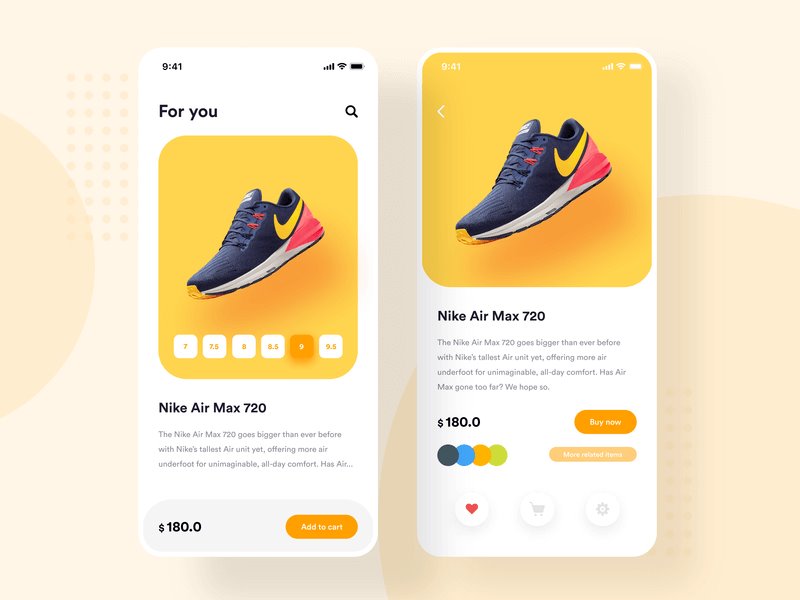 9:41
For you
7 7.5 8 8.5 9 9.5
Nike Air Max 720
The Nike Air Max 720 goes bigger than ever before
with Nike's tallest Air unit yet, offering more air
underfoot for unimaginable, all-day comfort. Has Air...
$ 180.0
Add to cart
9:41
Nike Air Max 720
The Nike Air Max 720 goes bigger than ever before
with Nike's tallest Air unit yet, offering more air
underfoot for unimaginable, all-day comfort. Has Air
Max gone too far? We hope so.
$ 180.0
Buy now
More related items